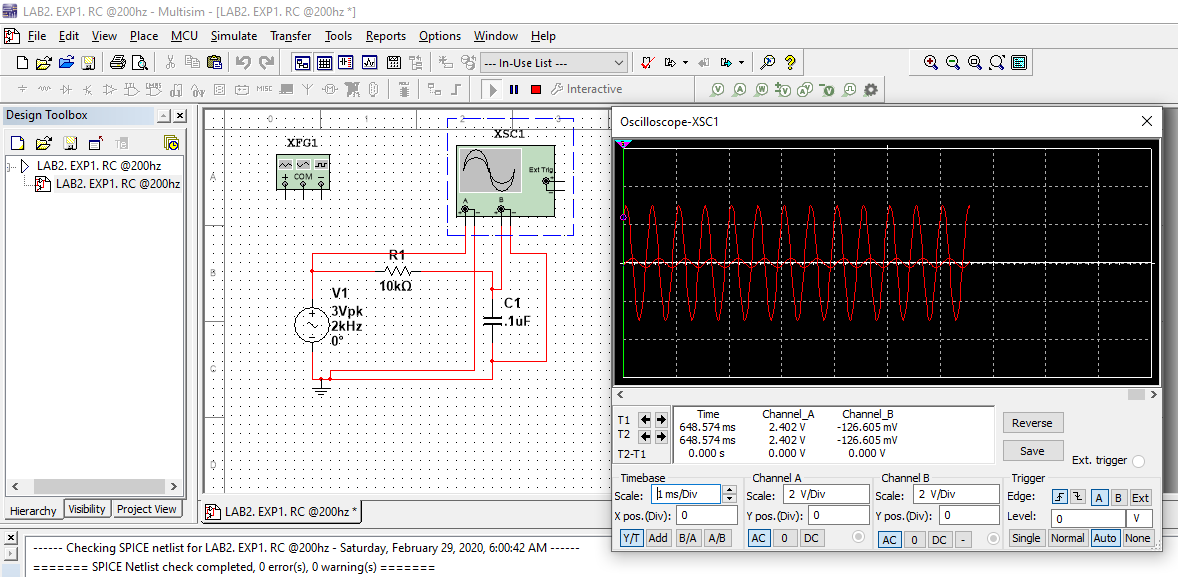 LAB2. EXP1. RC @200hz - Multisim - [LAB2. EXP1. RC @200hz *]
File Edit View Place MCU Simulate Transfer Tools Reports Options Window Help
--- In-Use List ---
?
MISC
Interactive
V A W V A V
Design Toolbox
LAB2. EXP1. RC @200hz
LAB2. EXP1. RC @200hz
Hierarchy Visibility Project View
0 1 2 3
A
B
C
D
XFG1
+ COM −
XSC1
Ext Trig
+
−
A B
+ − + −
R1
10kΩ
V1
3Vpk
2kHz
0°
C1
.1uF
LAB2. EXP1. RC @200hz *
Oscilloscope-XSC1
T1
T2
T2-T1
Time Channel_A Channel_B
648.574 ms 2.402 V -126.605 mV
648.574 ms 2.402 V -126.605 mV
0.000 s 0.000 V 0.000 V
Reverse
Save
Ext. trigger
Timebase
Scale: 1 ms/Div
X pos.(Div): 0
Y/T Add B/A A/B
Channel A
Scale: 2 V/Div
Y pos.(Div): 0
AC 0 DC
Channel B
Scale: 2 V/Div
Y pos.(Div): 0
AC 0 DC -
Trigger
Edge: A B Ext
Level: 0 V
Single Normal Auto None
------ Checking SPICE netlist for LAB2. EXP1. RC @200hz - Saturday, February 29, 2020, 6:00:42 AM ------
======= SPICE Netlist check completed, 0 error(s), 0 warning(s) =======